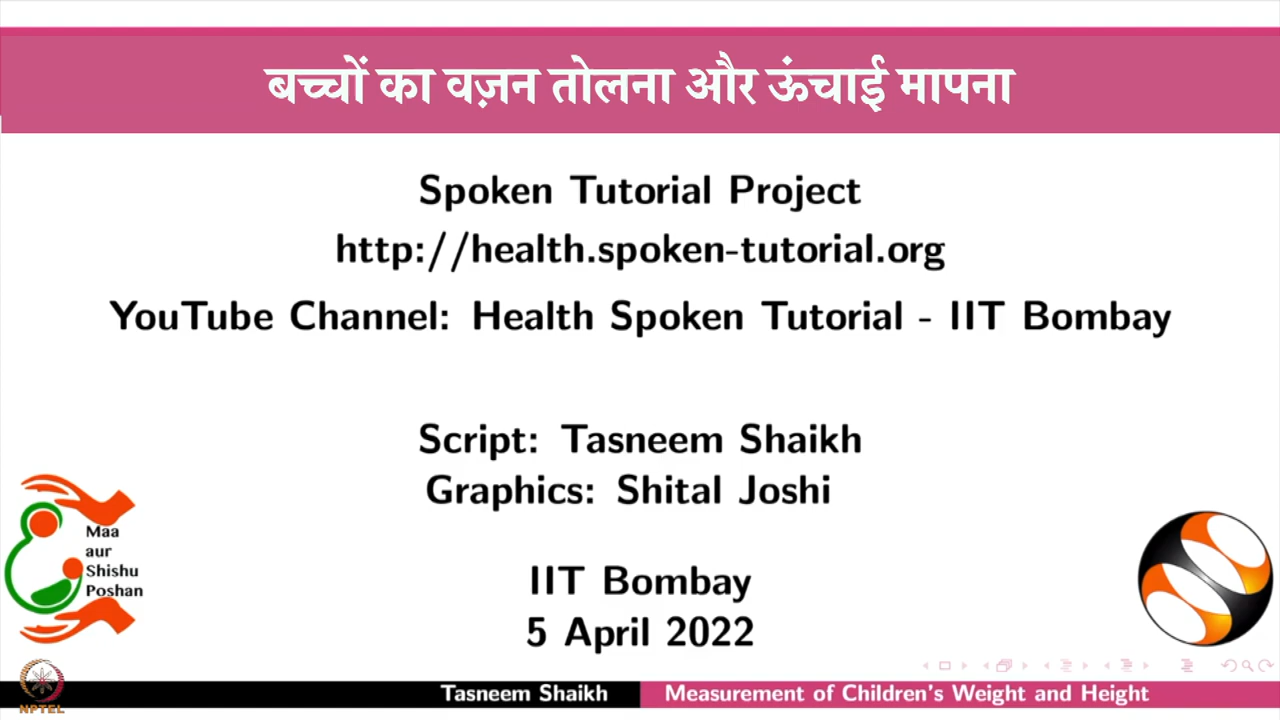 बच्चों का वज़न तोलना और ऊंचाई मापना
Spoken Tutorial Project
http://health.spoken-tutorial.org
YouTube Channel: Health Spoken Tutorial - IIT Bombay
Script: Tasneem Shaikh
Graphics: Shital Joshi
Maa
aur
Shishu
Poshan
IIT Bombay
5 April 2022
Tasneem Shaikh
Measurement of Children's Weight and Height
NPTEL